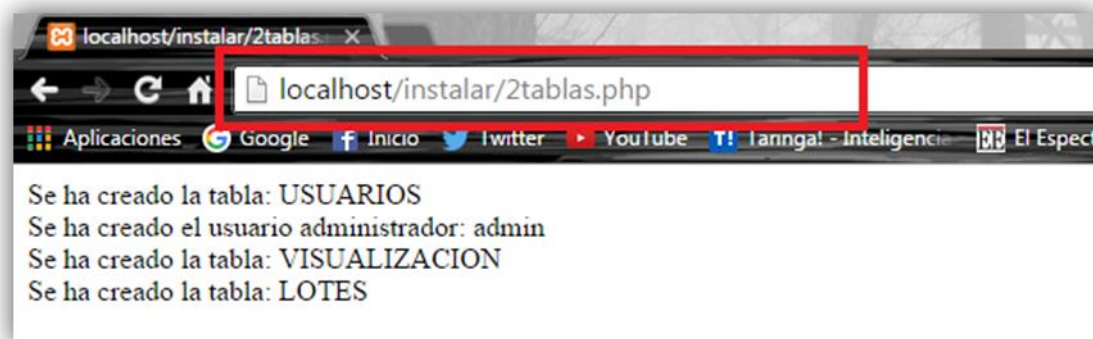 localhost/instalar/2tablas.
localhost/instalar/2tablas.php
Aplicaciones Google Inicio Twitter YouTube T! Taringa! - Inteligencia EE El Espect
Se ha creado la tabla: USUARIOS
Se ha creado el usuario administrador: admin
Se ha creado la tabla: VISUALIZACION
Se ha creado la tabla: LOTES